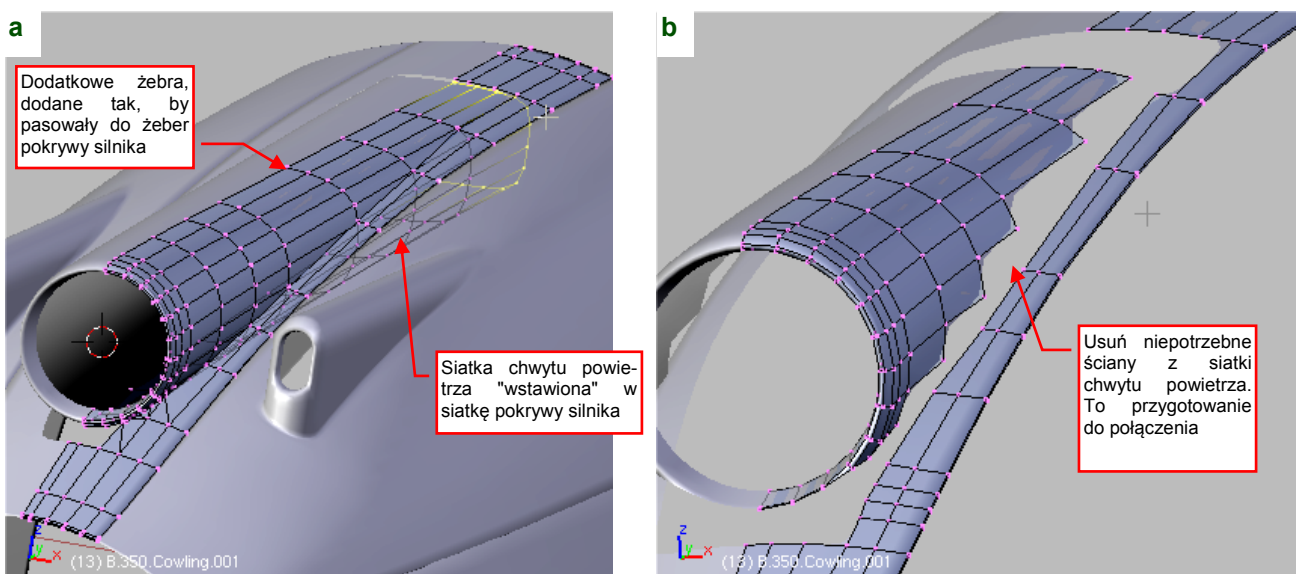 a
Dodatkowe żebra,
dodane tak, by
pasowały do żeber
pokrywy silnika
Siatka chwytu powie-
trza "wstawiona" w
siatkę pokrywy silnika
z
y
x
(13) B.350.Cowling.001
b
Usuń niepotrzebne
ściany z siatki
chwytu powietrza.
To przygotowanie
do połączenia
z
y
x
(13) B.350.Cowling.001